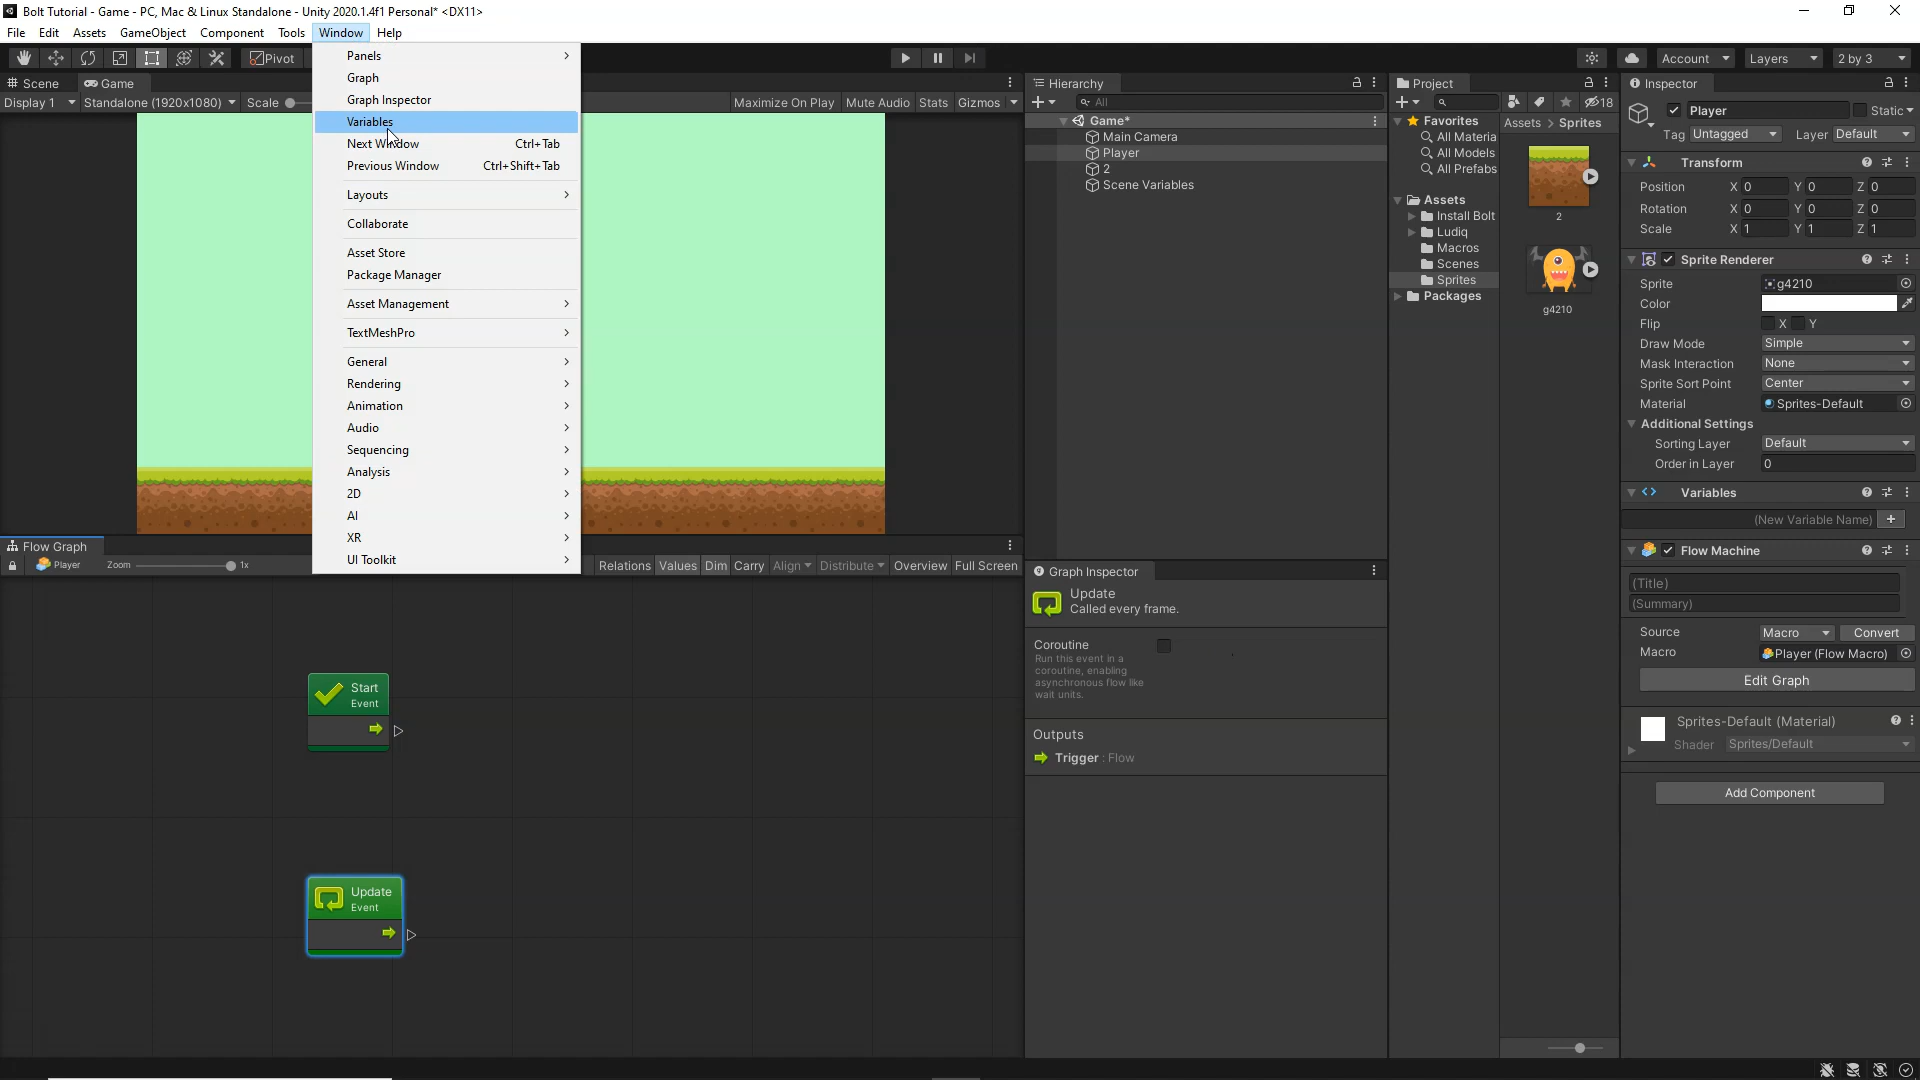 Bolt Tutorial - Game - PC, Mac & Linux Standalone - Unity 2020.1.4f1 Personal* <DX11>
File Edit Assets GameObject Component Tools Window Help
Pivot
Account
Layers
2 by 3
Scene
Game
Display 1
Standalone (1920x1080)
Scale
Maximize On Play
Mute Audio
Stats
Gizmos
Panels
Graph
Graph Inspector
Variables
Next Window Ctrl+Tab
Previous Window Ctrl+Shift+Tab
Layouts
Collaborate
Asset Store
Package Manager
Asset Management
TextMeshPro
General
Rendering
Animation
Audio
Sequencing
Analysis
2D
AI
XR
UI Toolkit
Flow Graph
Player
Zoom
1x
Relations
Values
Dim
Carry
Align
Distribute
Overview
Full Screen
Start
Event
Update
Event
Hierarchy
All
Game*
Main Camera
Player
2
Scene Variables
Graph Inspector
Update
Called every frame.
Coroutine
Run this event in a
coroutine, enabling
asynchronous flow like
wait units.
Outputs
Trigger : Flow
Project
18
Favorites
All Materia
All Models
All Prefabs
Assets
Install Bolt
Ludiq
Macros
Scenes
Sprites
Packages
Assets > Sprites
2
g4210
Inspector
Player
Static
Tag Untagged
Layer Default
Transform
Position X 0 Y 0 Z 0
Rotation X 0 Y 0 Z 0
Scale X 1 Y 1 Z 1
Sprite Renderer
Sprite g4210
Color
Flip X Y
Draw Mode Simple
Mask Interaction None
Sprite Sort Point Center
Material Sprites-Default
Additional Settings
Sorting Layer Default
Order in Layer 0
Variables
(New Variable Name)
Flow Machine
(Title)
(Summary)
Source Macro Convert
Macro Player (Flow Macro)
Edit Graph
Sprites-Default (Material)
Shader Sprites/Default
Add Component